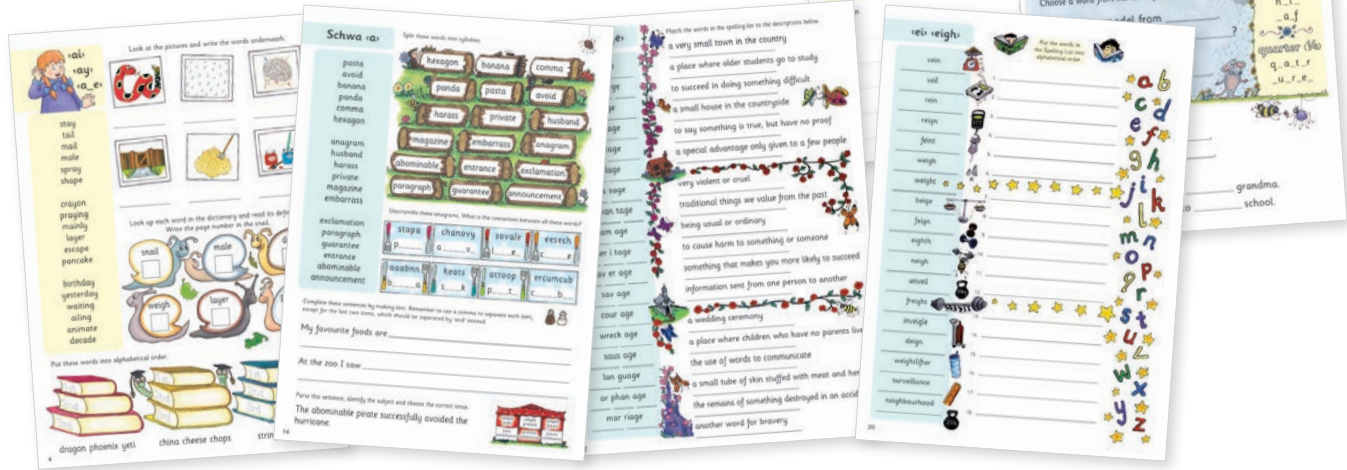 ‹ai›
‹ay›
‹a_e›
Look at the pictures and write the words underneath.
stay
tail
mail
male
spray
shape
crayon
praying
mainly
layer
escape
pancake
birthday
yesterday
waiting
ailing
animate
decade
Look up each word in the dictionary and read its
Write the page number in the snail.
snail
male
weigh
layer
Put these words into alphabetical order.
dragon phoenix yeti
china cheese chops
Schwa ‹a›
pasta
avoid
banana
panda
comma
hexagon
anagram
husband
harass
private
magazine
embarrass
exclamation
paragraph
guarantee
entrance
abominable
announcement
Split these words into syllables.
hexagon banana comma
panda pasta avoid
harass private husband
magazine embarrass anagram
abominable entrance exclamation
paragraph guarantee announcement
Unscramble these anagrams. What is the connection between all these words?
stapa chanovy sovale eesech
aaabnn keats attoop ercumcub
Complete these sentences by making lists. Remember to use a comma to separate each item,
except for the last two items, which should be separated by ‘and’ instead.
My favourite foods are
At the zoo I saw
Parse this sentence, identify the subject and choose the correct tense.
The abominable pirate successfully avoided the
hurricane.
Match the words in the spelling list to the descriptions below.
a very small town in the country
a place where older students go to study
to succeed in doing something difficult
a small house in the countryside
to say something is true, but have no proof
a special advantage only given to a few people
very violent or cruel
traditional things we value from the past
being usual or ordinary
to cause harm to something or someone
something that makes you more likely to succeed
information sent from one person to another
a wedding ceremony
a place where children who have no parents live
the use of words to communicate
a small tube of skin stuffed with meat and
the remains of something destroyed in an
another word for bravery
sav age
cour age
wreck age
saus age
lan guage
or phan age
mar riage
‹ei› ‹eigh›
Put the words in
the Spelling List into
alphabetical order
vein
veil
rein
reign
feint
weigh
weight
beige
feign
eighth
neigh
unveil
freight
inveigle
deign
weightlifter
surveillance
neighbourhood
20
a b c d e f g h i j k l m n o p q r s t u v w x y z
from
?
quarter
grandma.
school.